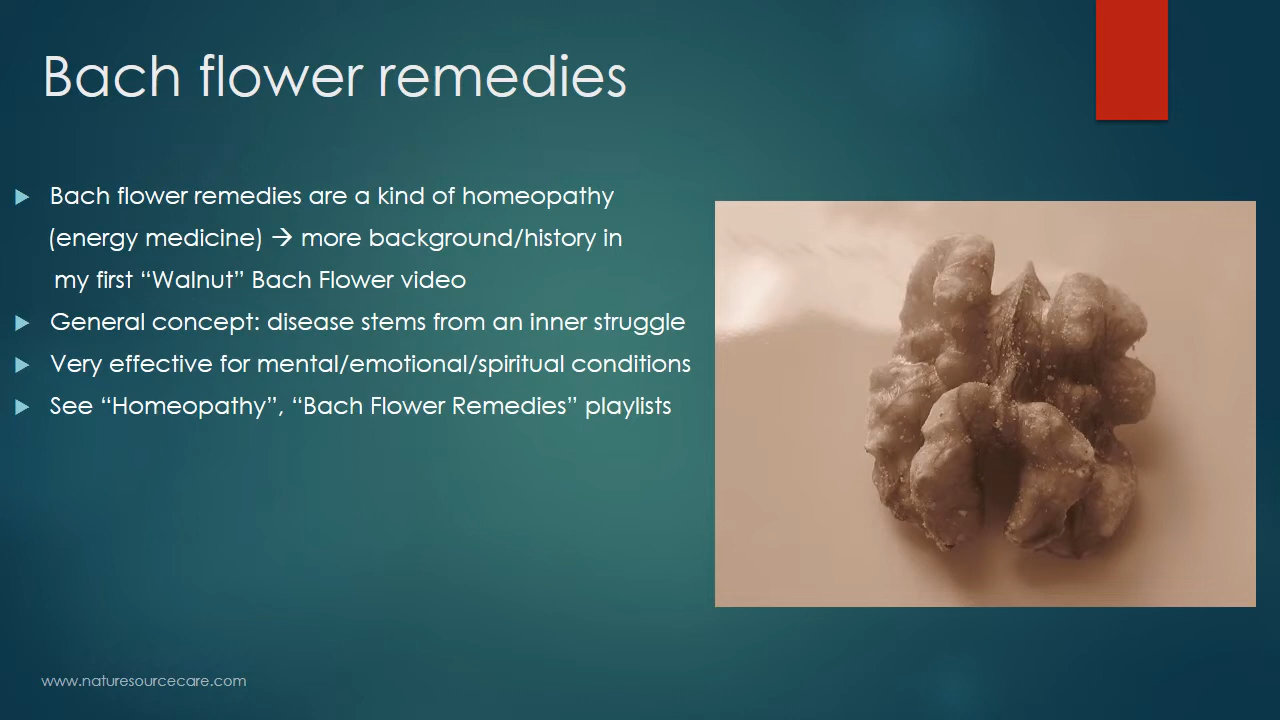 Bach flower remedies
Bach flower remedies are a kind of homeopathy
(energy medicine) → more background/history in
my first “Walnut” Bach Flower video
General concept: disease stems from an inner struggle
Very effective for mental/emotional/spiritual conditions
See “Homeopathy”, “Bach Flower Remedies” playlists
www.naturesourcecare.com